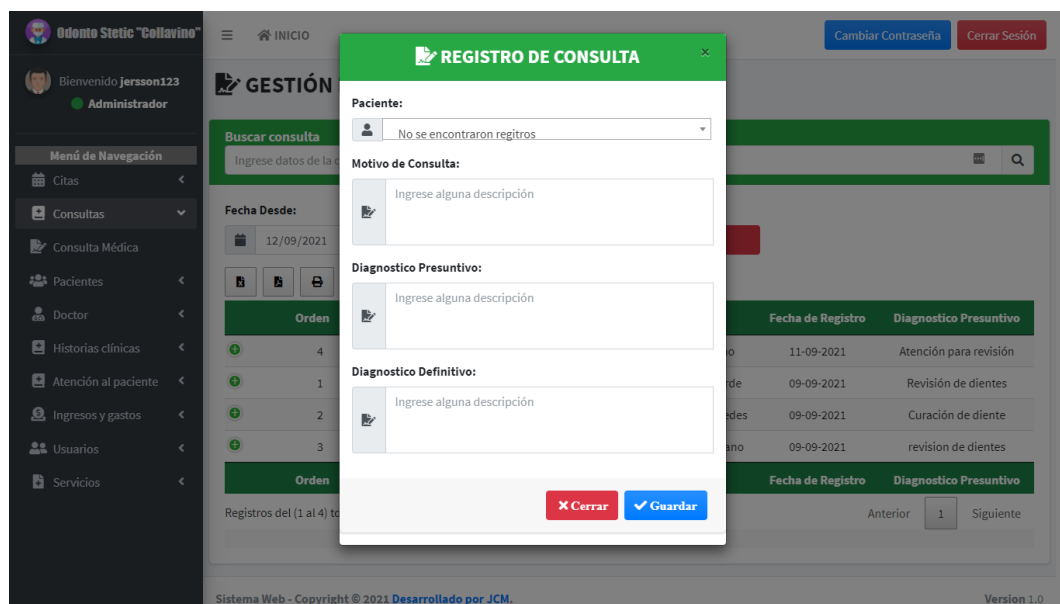 Odonto Stetic "Collavino"
INICIO
Cambiar Contraseña
Cerrar Sesión
Bienvenido jersson123
Administrador
Menú de Navegación
Citas
Consultas
Consulta Médica
Pacientes
Doctor
Historias clínicas
Atención al paciente
Ingresos y gastos
Usuarios
Servicios
GESTIÓN
Buscar consulta
Ingrese datos de la c
Fecha Desde:
12/09/2021
REGISTRO DE CONSULTA ×
Paciente:
No se encontraron regitros
Motivo de Consulta:
Ingrese alguna descripción
Diagnostico Presuntivo:
Ingrese alguna descripción
Diagnostico Definitivo:
Ingrese alguna descripción
Cerrar
Guardar
Orden Fecha de Registro Diagnostico Presuntivo
4 no 11-09-2021 Atención para revisión
1 rde 09-09-2021 Revisión de dientes
2 edes 09-09-2021 Curación de diente
3 ano 09-09-2021 revision de dientes
Orden Fecha de Registro Diagnostico Presuntivo
Registros del (1 al 4) to
Anterior 1 Siguiente
Sistema Web - Copyright © 2021 Desarrollado por JCM.
Version 1.0